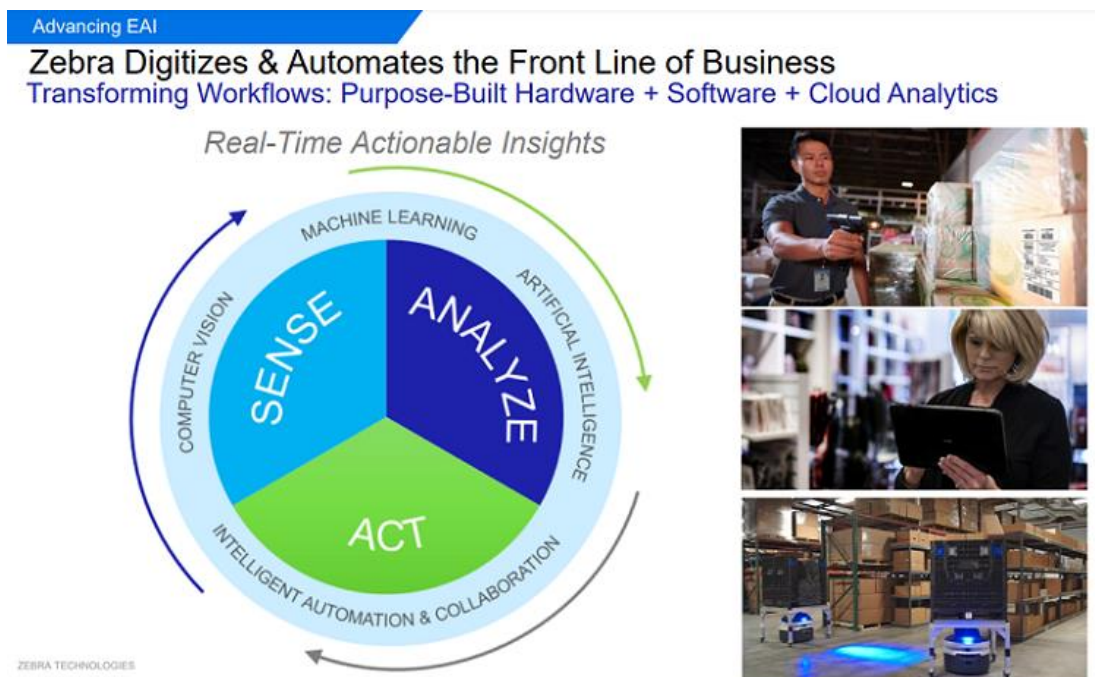 Advancing EAI
Zebra Digitizes & Automates the Front Line of Business
Transforming Workflows: Purpose-Built Hardware + Software + Cloud Analytics
Real-Time Actionable Insights
MACHINE LEARNING
ARTIFICIAL INTELLIGENCE
COMPUTER VISION
INTELLIGENT AUTOMATION & COLLABORATION
SENSE
ANALYZE
ACT
ZEBRA TECHNOLOGIES